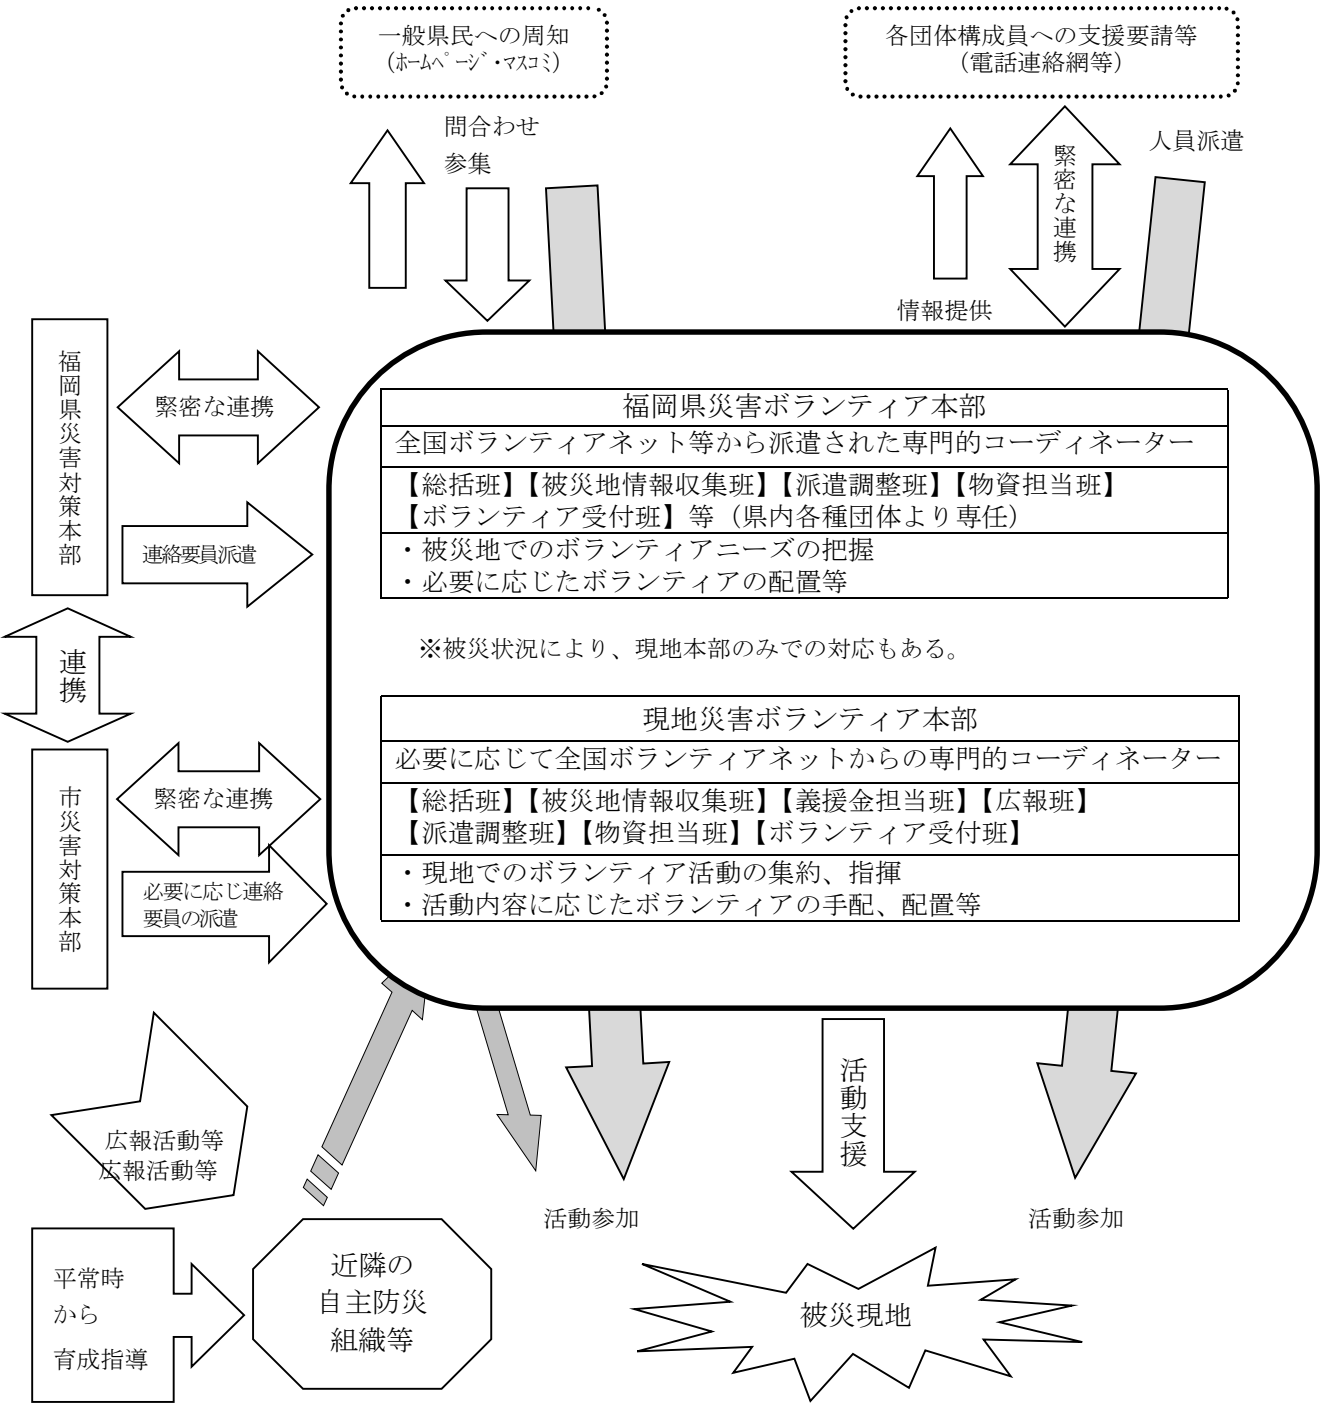 一般県民への周知
（ﾎｰﾑﾍﾟｰｼﾞ・ﾏｽｺﾐ）
各団体構成員への支援要請等
（電話連絡網等）
問合わせ
参集
緊密な連携
人員派遣
情報提供
福岡県災害対策本部
緊密な連携
連絡要員派遣
福岡県災害ボランティア本部
全国ボランティアネット等から派遣された専門的コーディネーター
【総括班】【被災地情報収集班】【派遣調整班】【物資担当班】
【ボランティア受付班】等（県内各種団体より専任）
・被災地でのボランティアニーズの把握
・必要に応じたボランティアの配置等
※被災状況により、現地本部のみでの対応もある。
連携
市災害対策本部
緊密な連携
必要に応じ連絡
要員の派遣
現地災害ボランティア本部
必要に応じて全国ボランティアネットからの専門的コーディネーター
【総括班】【被災地情報収集班】【義援金担当班】【広報班】
【派遣調整班】【物資担当班】【ボランティア受付班】
・現地でのボランティア活動の集約、指揮
・活動内容に応じたボランティアの手配、配置等
広報活動等
広報活動等
活動支援
活動参加
活動参加
平常時
から
育成指導
近隣の
自主防災
組織等
被災現地